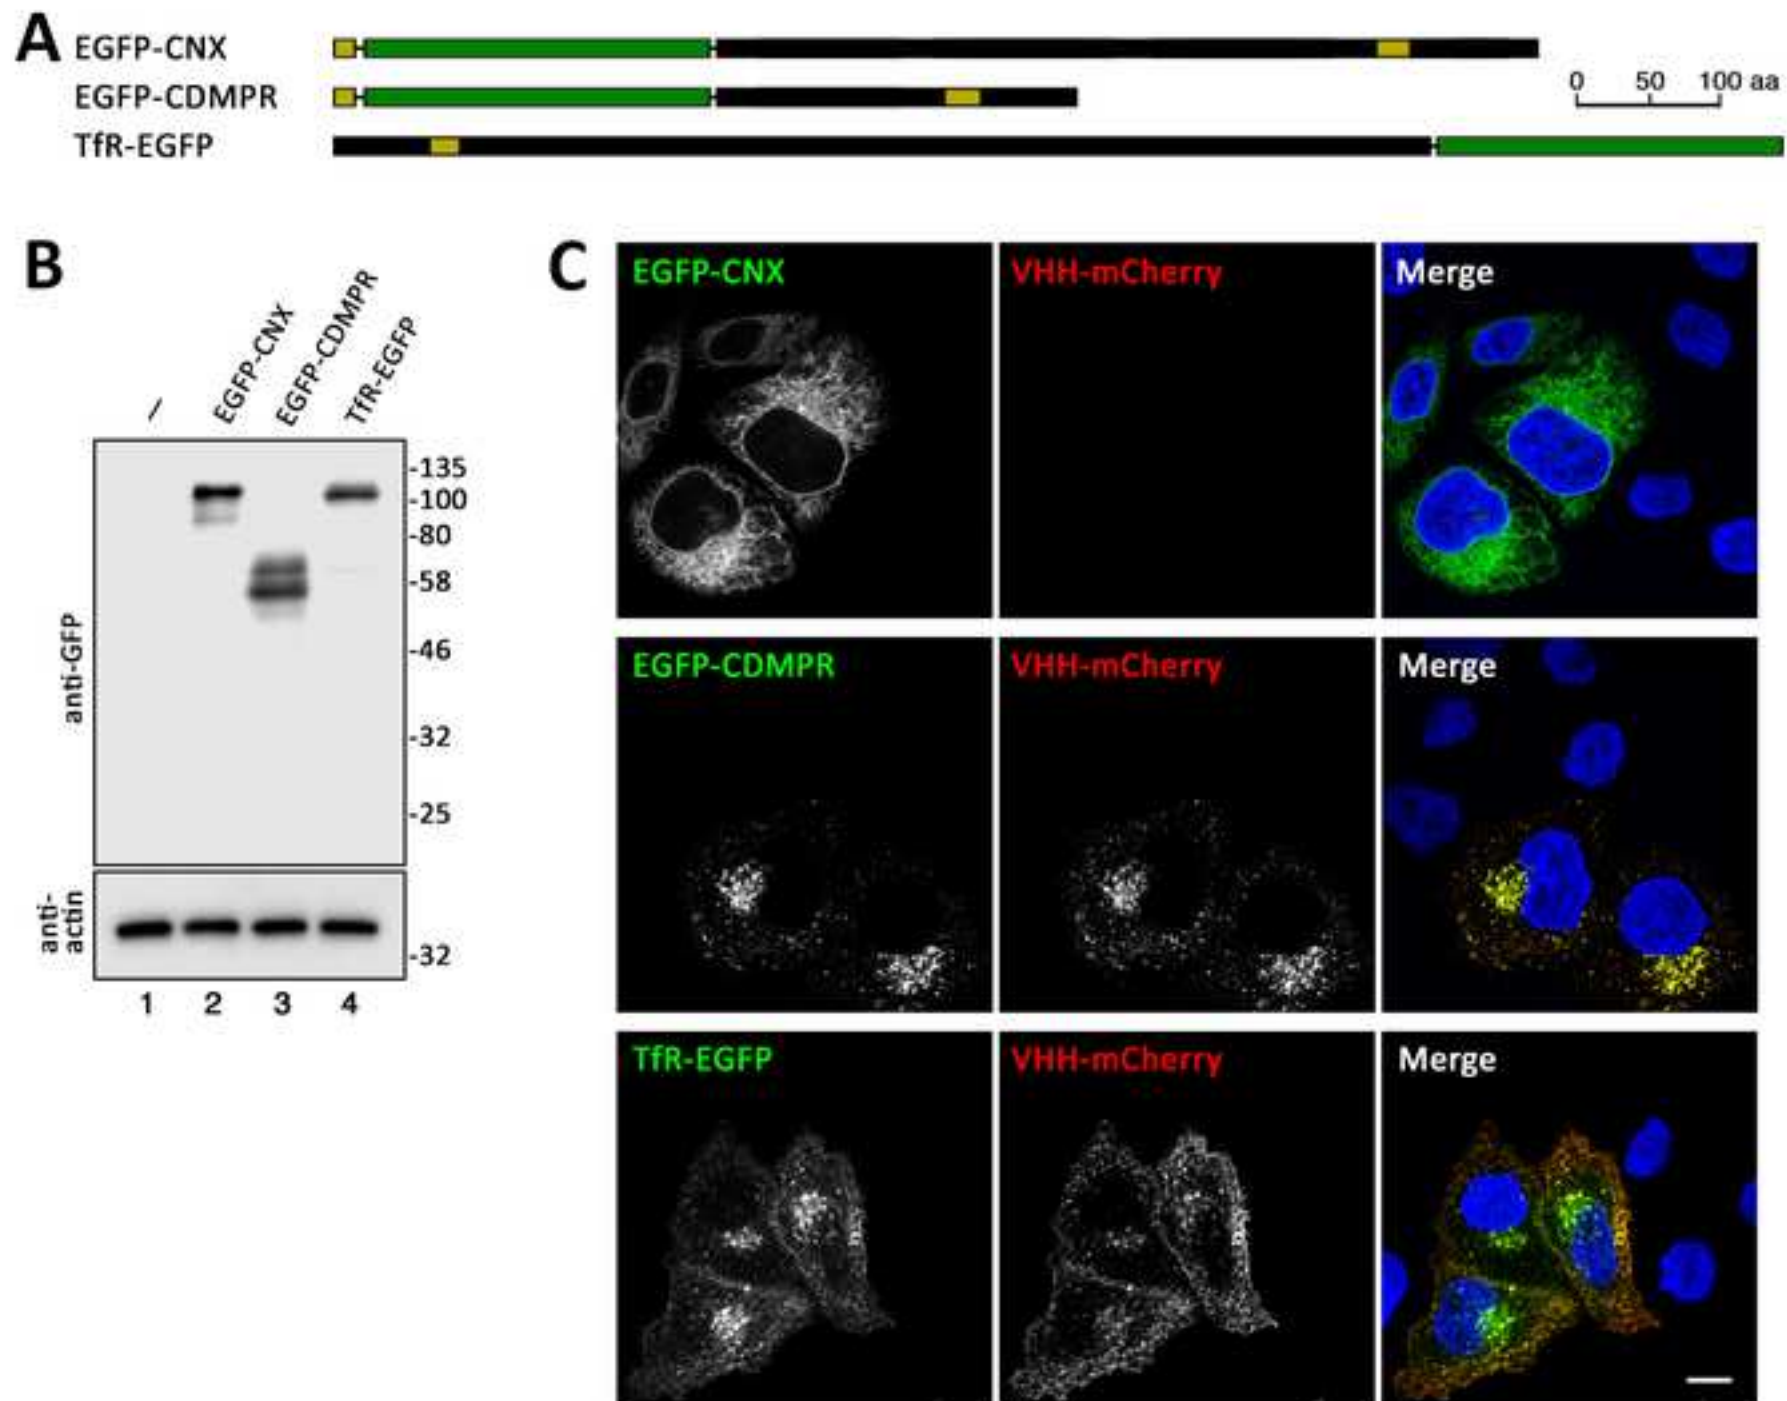 A
EGFP-CNX
EGFP-CDMPR
TfR-EGFP
0 50 100 aa
B
– EGFP-CNX EGFP-CDMPR TfR-EGFP
anti-GFP
-135
-100
-80
-58
-46
-32
-25
anti-
actin
-32
1 2 3 4
C
EGFP-CNX VHH-mCherry Merge
EGFP-CDMPR VHH-mCherry Merge
TfR-EGFP VHH-mCherry Merge